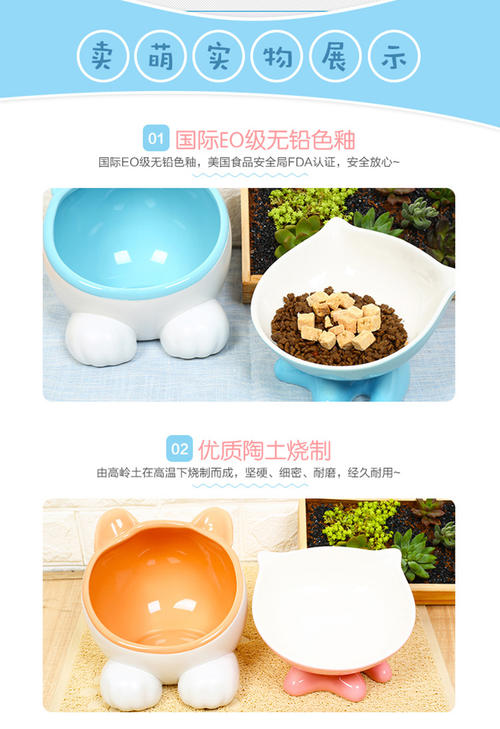 卖萌实物展示
01 国际EO级无铅色釉
国际EO级无铅色釉，美国食品安全局FDA认证，安全放心~
02 优质陶土烧制
由高岭土在高温下烧制而成，坚硬、细密、耐磨，经久耐用~